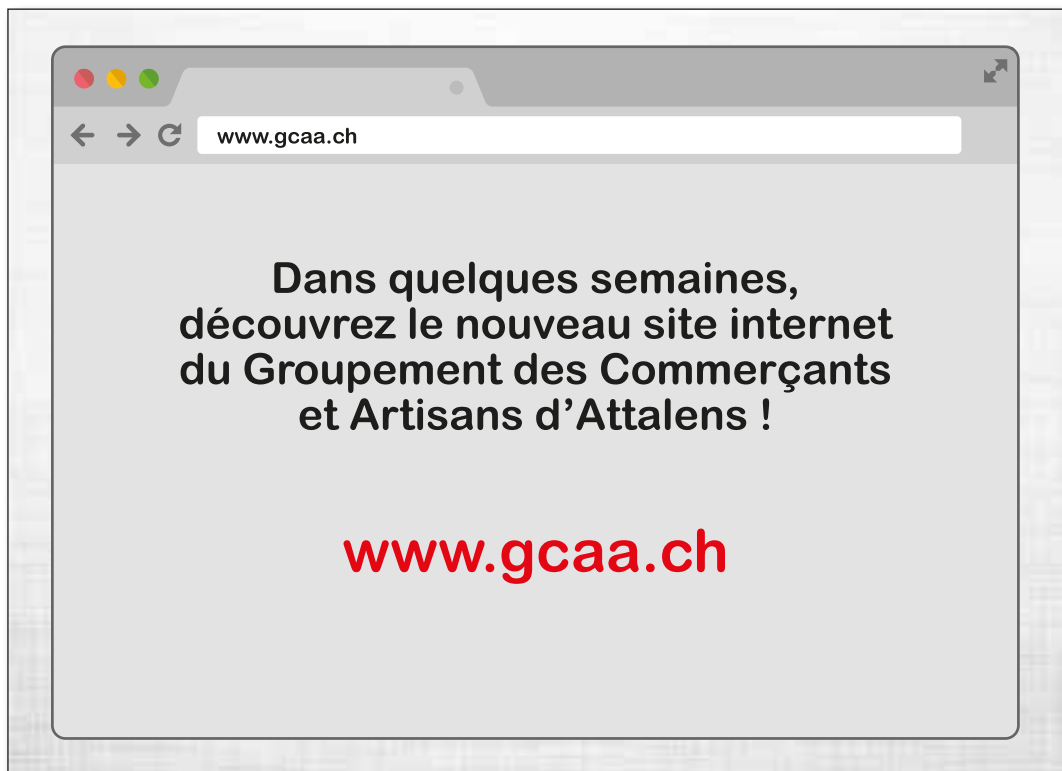 www.gcaa.ch
Dans quelques semaines,
découvrez le nouveau site internet
du Groupement des Commerçants
et Artisans d’Attalens !
www.gcaa.ch